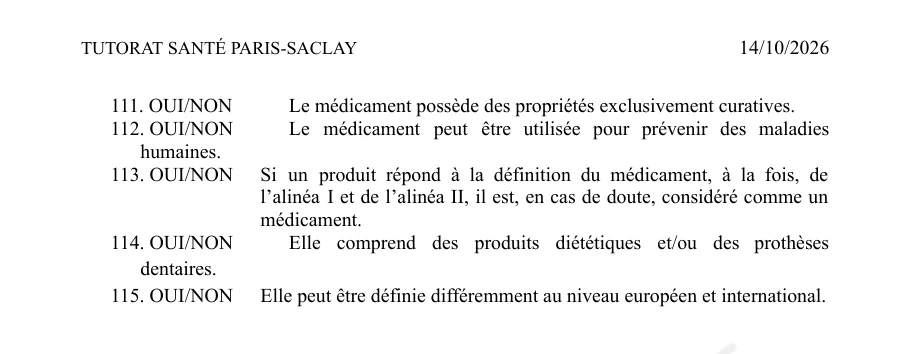 TUTORAT SANTÉ PARIS-SACLAY 14/10/2026
111. OUI/NON Le médicament possède des propriétés exclusivement curatives.
112. OUI/NON Le médicament peut être utilisée pour prévenir des maladies
humaines.
113. OUI/NON Si un produit répond à la définition du médicament, à la fois, de
l’alinéa I et de l’alinéa II, il est, en cas de doute, considéré comme un
médicament.
114. OUI/NON Elle comprend des produits diététiques et/ou des prothèses
dentaires.
115. OUI/NON Elle peut être définie différemment au niveau européen et international.